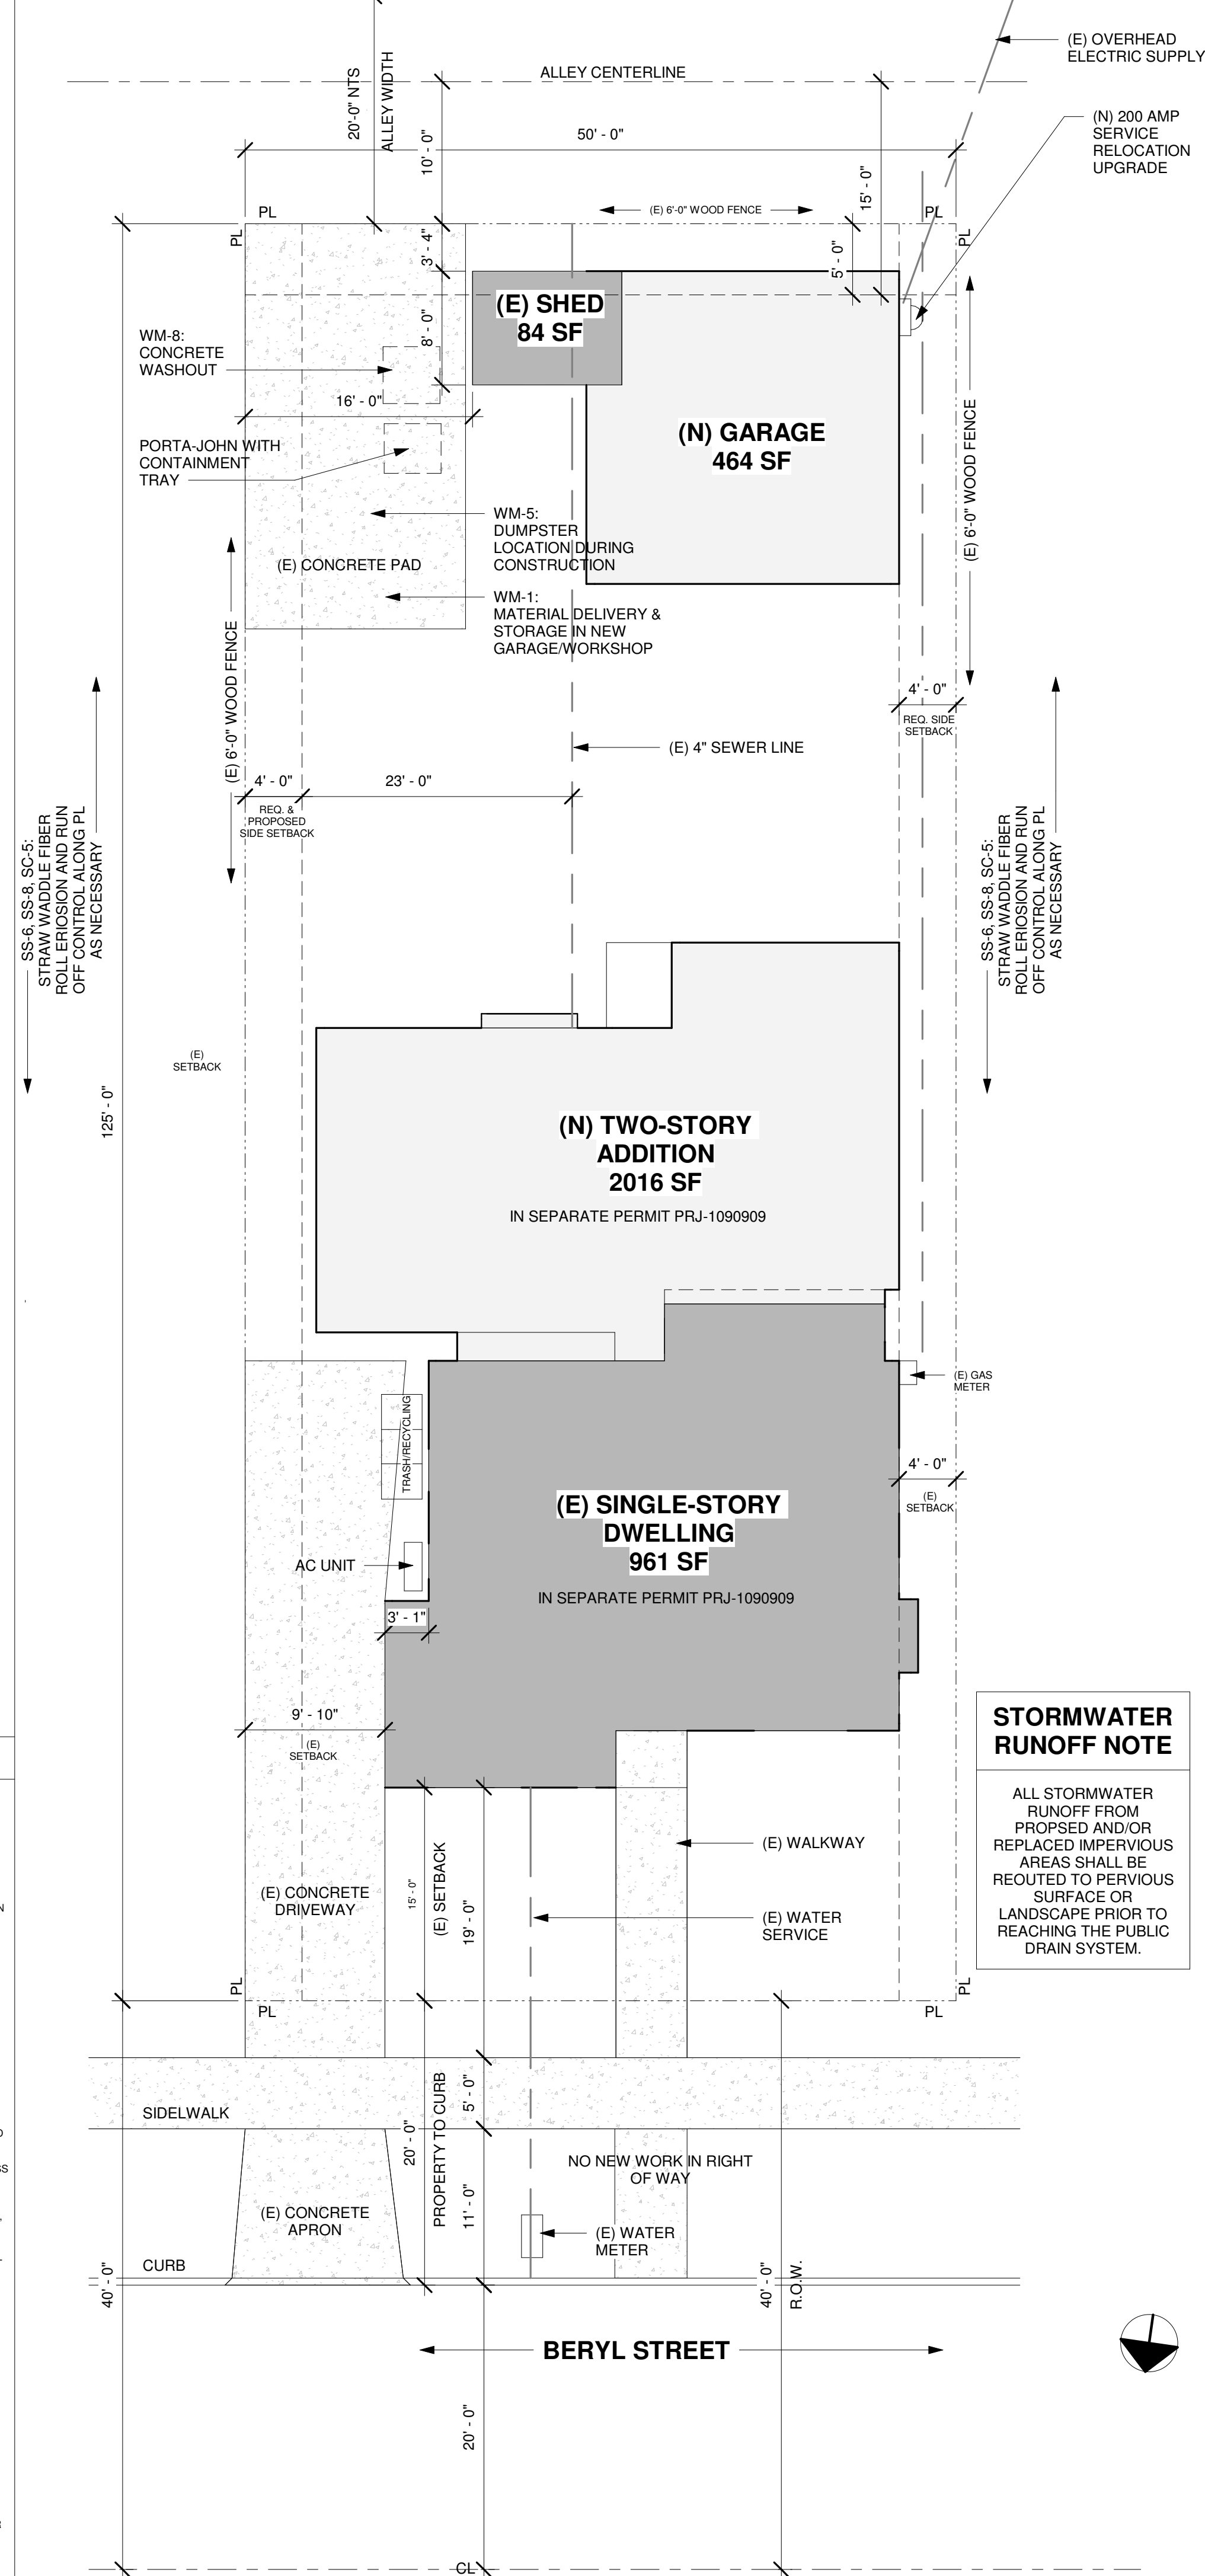 (E) OVERHEAD
ELECTRIC SUPPLY
ALLEY CENTERLINE
20'-0" NTS
ALLEY WIDTH
10' - 0"
50' - 0"
(N) 200 AMP
SERVICE
RELOCATION
UPGRADE
15' - 0"
PL
PL
(E) 6'-0" WOOD FENCE
PL
PL
3' - 4"
5' - 0"
(E) SHED
84 SF
8' - 0"
WM-8:
CONCRETE
WASHOUT
16' - 0"
(N) GARAGE
464 SF
PORTA-JOHN WITH
CONTAINMENT
TRAY
(E) 6'-0" WOOD FENCE
WM-5:
DUMPSTER
LOCATION DURING
CONSTRUCTION
(E) CONCRETE PAD
WM-1:
MATERIAL DELIVERY &
STORAGE IN NEW
GARAGE/WORKSHOP
(E) 6'-0" WOOD FENCE
4' - 0"
REQ. SIDE
SETBACK
(E) 4" SEWER LINE
4' - 0"
23' - 0"
REQ. &
PROPOSED
SIDE SETBACK
SS-6, SS-8, SC-5:
STRAW WADDLE FIBER
ROLL ERIOSION AND RUN
OFF CONTROL ALONG PL
AS NECESSARY
SS-6, SS-8, SC-5:
STRAW WADDLE FIBER
ROLL ERIOSION AND RUN
OFF CONTROL ALONG PL
AS NECESSARY
(E)
SETBACK
125' - 0"
(N) TWO-STORY
ADDITION
2016 SF
IN SEPARATE PERMIT PRJ-1090909
(E) GAS
METER
TRASH/RECYCLING
4' - 0"
(E)
SETBACK
(E) SINGLE-STORY
DWELLING
961 SF
IN SEPARATE PERMIT PRJ-1090909
AC UNIT
3' - 1"
9' - 10"
(E)
SETBACK
STORMWATER
RUNOFF NOTE
ALL STORMWATER
RUNOFF FROM
PROPSED AND/OR
REPLACED IMPERVIOUS
AREAS SHALL BE
REOUTED TO PERVIOUS
SURFACE OR
LANDSCAPE PRIOR TO
REACHING THE PUBLIC
DRAIN SYSTEM.
(E) WALKWAY
(E) CONCRETE
DRIVEWAY
15' - 0"
(E) SETBACK
19' - 0"
(E) WATER
SERVICE
PL
PL
PL
PL
SIDELWALK
20' - 0"
PROPERTY TO CURB
5' - 0"
NO NEW WORK IN RIGHT
OF WAY
(E) CONCRETE
APRON
11' - 0"
(E) WATER
METER
CURB
40' - 0"
40' - 0"
R.O.W.
BERYL STREET
20' - 0"
CL